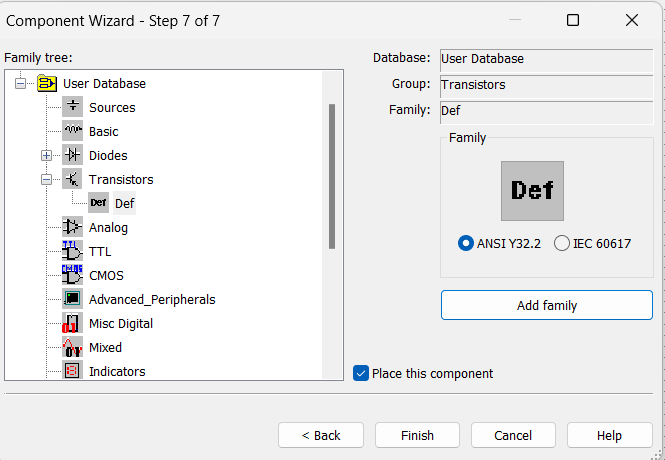 Component Wizard - Step 7 of 7
Family tree:
User Database
Sources
Basic
Diodes
Transistors
Def Def
Analog
TTL TTL
CMOS CMOS
Advanced_Peripherals
Misc Digital
Mixed
Indicators
Database: User Database
Group: Transistors
Family: Def
Family
Def
ANSI Y32.2 IEC 60617
Add family
Place this component
< Back Finish Cancel Help